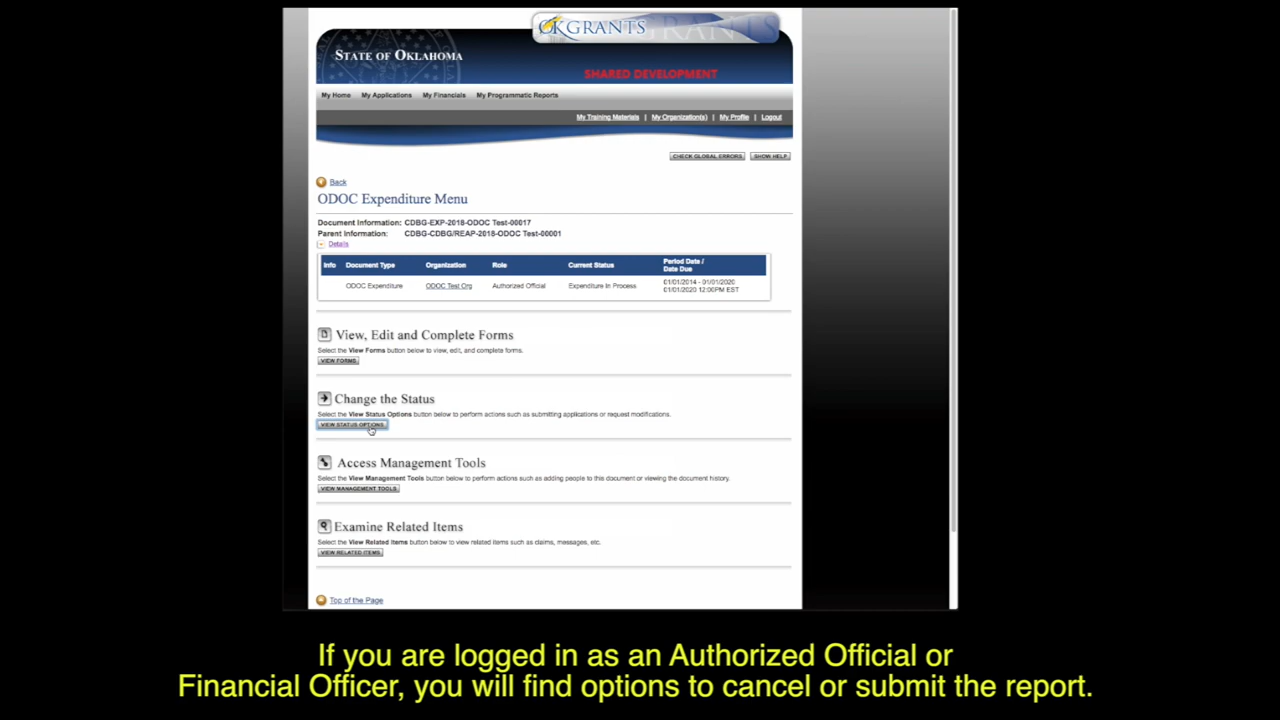 OKGRANTS
STATE OF OKLAHOMA
SHARED DEVELOPMENT
My Home My Applications My Financials My Programmatic Reports
My Training Materials | My Organization(s) | My Profile | Logout
CHECK GLOBAL ERRORS SHOW HELP
Back
ODOC Expenditure Menu
Document Information: CDBG-EXP-2018-ODOC Test-00017
Parent Information: CDBG-CDBG/REAP-2018-ODOC Test-00001
Details
Info Document Type Organization Role Current Status Period Date / Date Due
ODOC Expenditure ODOC Test Org Authorized Official Expenditure In Process 01/01/2014 - 01/01/2020
01/01/2020 12:00PM EST
View, Edit and Complete Forms
Select the View Forms button below to view, edit, and complete forms.
VIEW FORMS
Change the Status
Select the View Status Options button below to perform actions such as submitting applications or request modifications.
VIEW STATUS OPTIONS
Access Management Tools
Select the View Management Tools button below to perform actions such as adding people to this document or viewing the document history.
VIEW MANAGEMENT TOOLS
Examine Related Items
Select the View Related Items button below to view related items such as claims, messages, etc.
VIEW RELATED ITEMS
Top of the Page
If you are logged in as an Authorized Official or
Financial Officer, you will find options to cancel or submit the report.